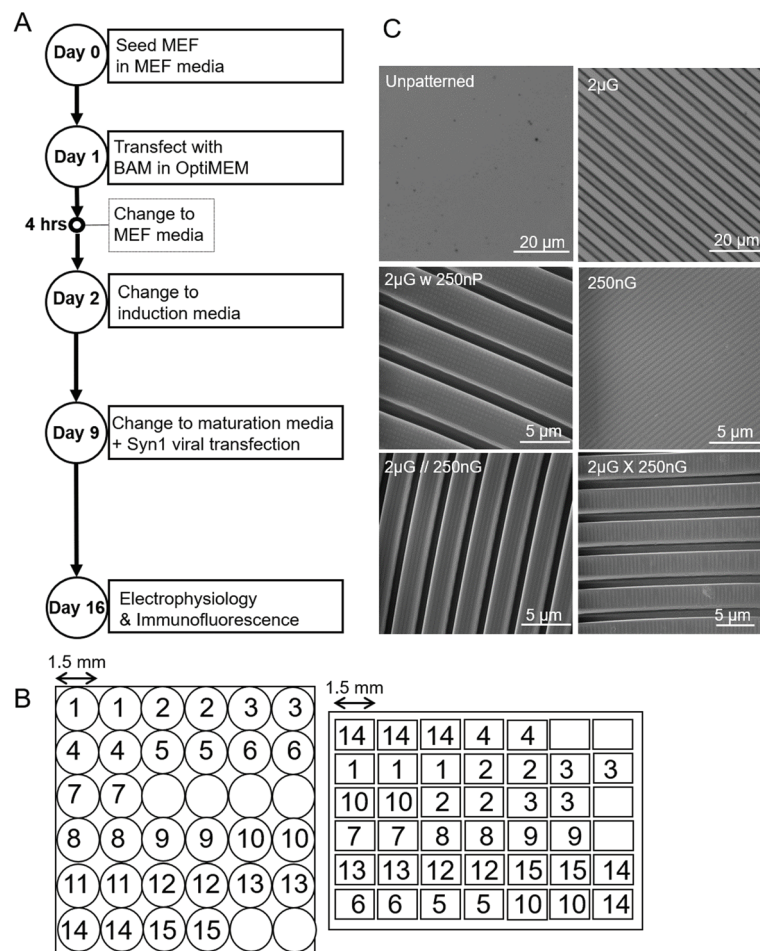 A
Day 0
Seed MEF
in MEF media
Day 1
Transfect with
BAM in OptiMEM
4 hrs
Change to
MEF media
Day 2
Change to
induction media
Day 9
Change to maturation media
+ Syn1 viral transfection
Day 16
Electrophysiology
& Immunofluorescence
C
Unpatterned
20 µm
2µG
20 µm
2µG w 250nP
5 µm
250nG
5 µm
2µG // 250nG
5 µm
2µG X 250nG
5 µm
B
1.5 mm
1 1 2 2 3 3
4 4 5 5 6 6
7 7
8 8 9 9 10 10
11 11 12 12 13 13
14 14 15 15
1.5 mm
14 14 14 4 4
1 1 1 2 2 3 3
10 10 2 2 3 3
7 7 8 8 9 9
13 13 12 12 15 15 14
6 6 5 5 10 10 14